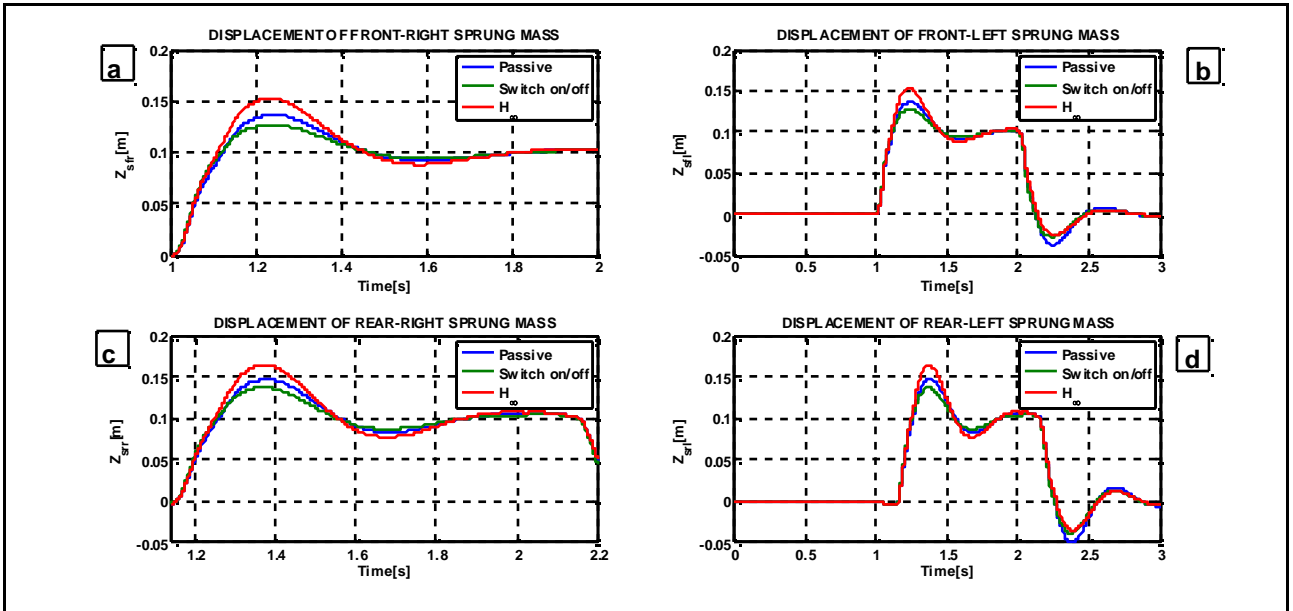 a
DISPLACEMENT OF FRONT-RIGHT SPRUNG MASS
0.2
0.15
0.1
0.05
0
Z_sfr [m]
Passive
Switch on/off
H∞
1
1.2
1.4
1.6
1.8
2
Time[s]
b
DISPLACEMENT OF FRONT-LEFT SPRUNG MASS
0.2
0.15
0.1
0.05
0
-0.05
Z_sfl [m]
Passive
Switch on/off
H∞
0
0.5
1
1.5
2
2.5
3
Time[s]
c
DISPLACEMENT OF REAR-RIGHT SPRUNG MASS
0.2
0.15
0.1
0.05
0
-0.05
Z_srr [m]
Passive
Switch on/off
H∞
1.2
1.4
1.6
1.8
2
2.2
Time[s]
d
DISPLACEMENT OF REAR-LEFT SPRUNG MASS
0.2
0.15
0.1
0.05
0
-0.05
Z_srl [m]
Passive
Switch on/off
H∞
0
0.5
1
1.5
2
2.5
3
Time[s]